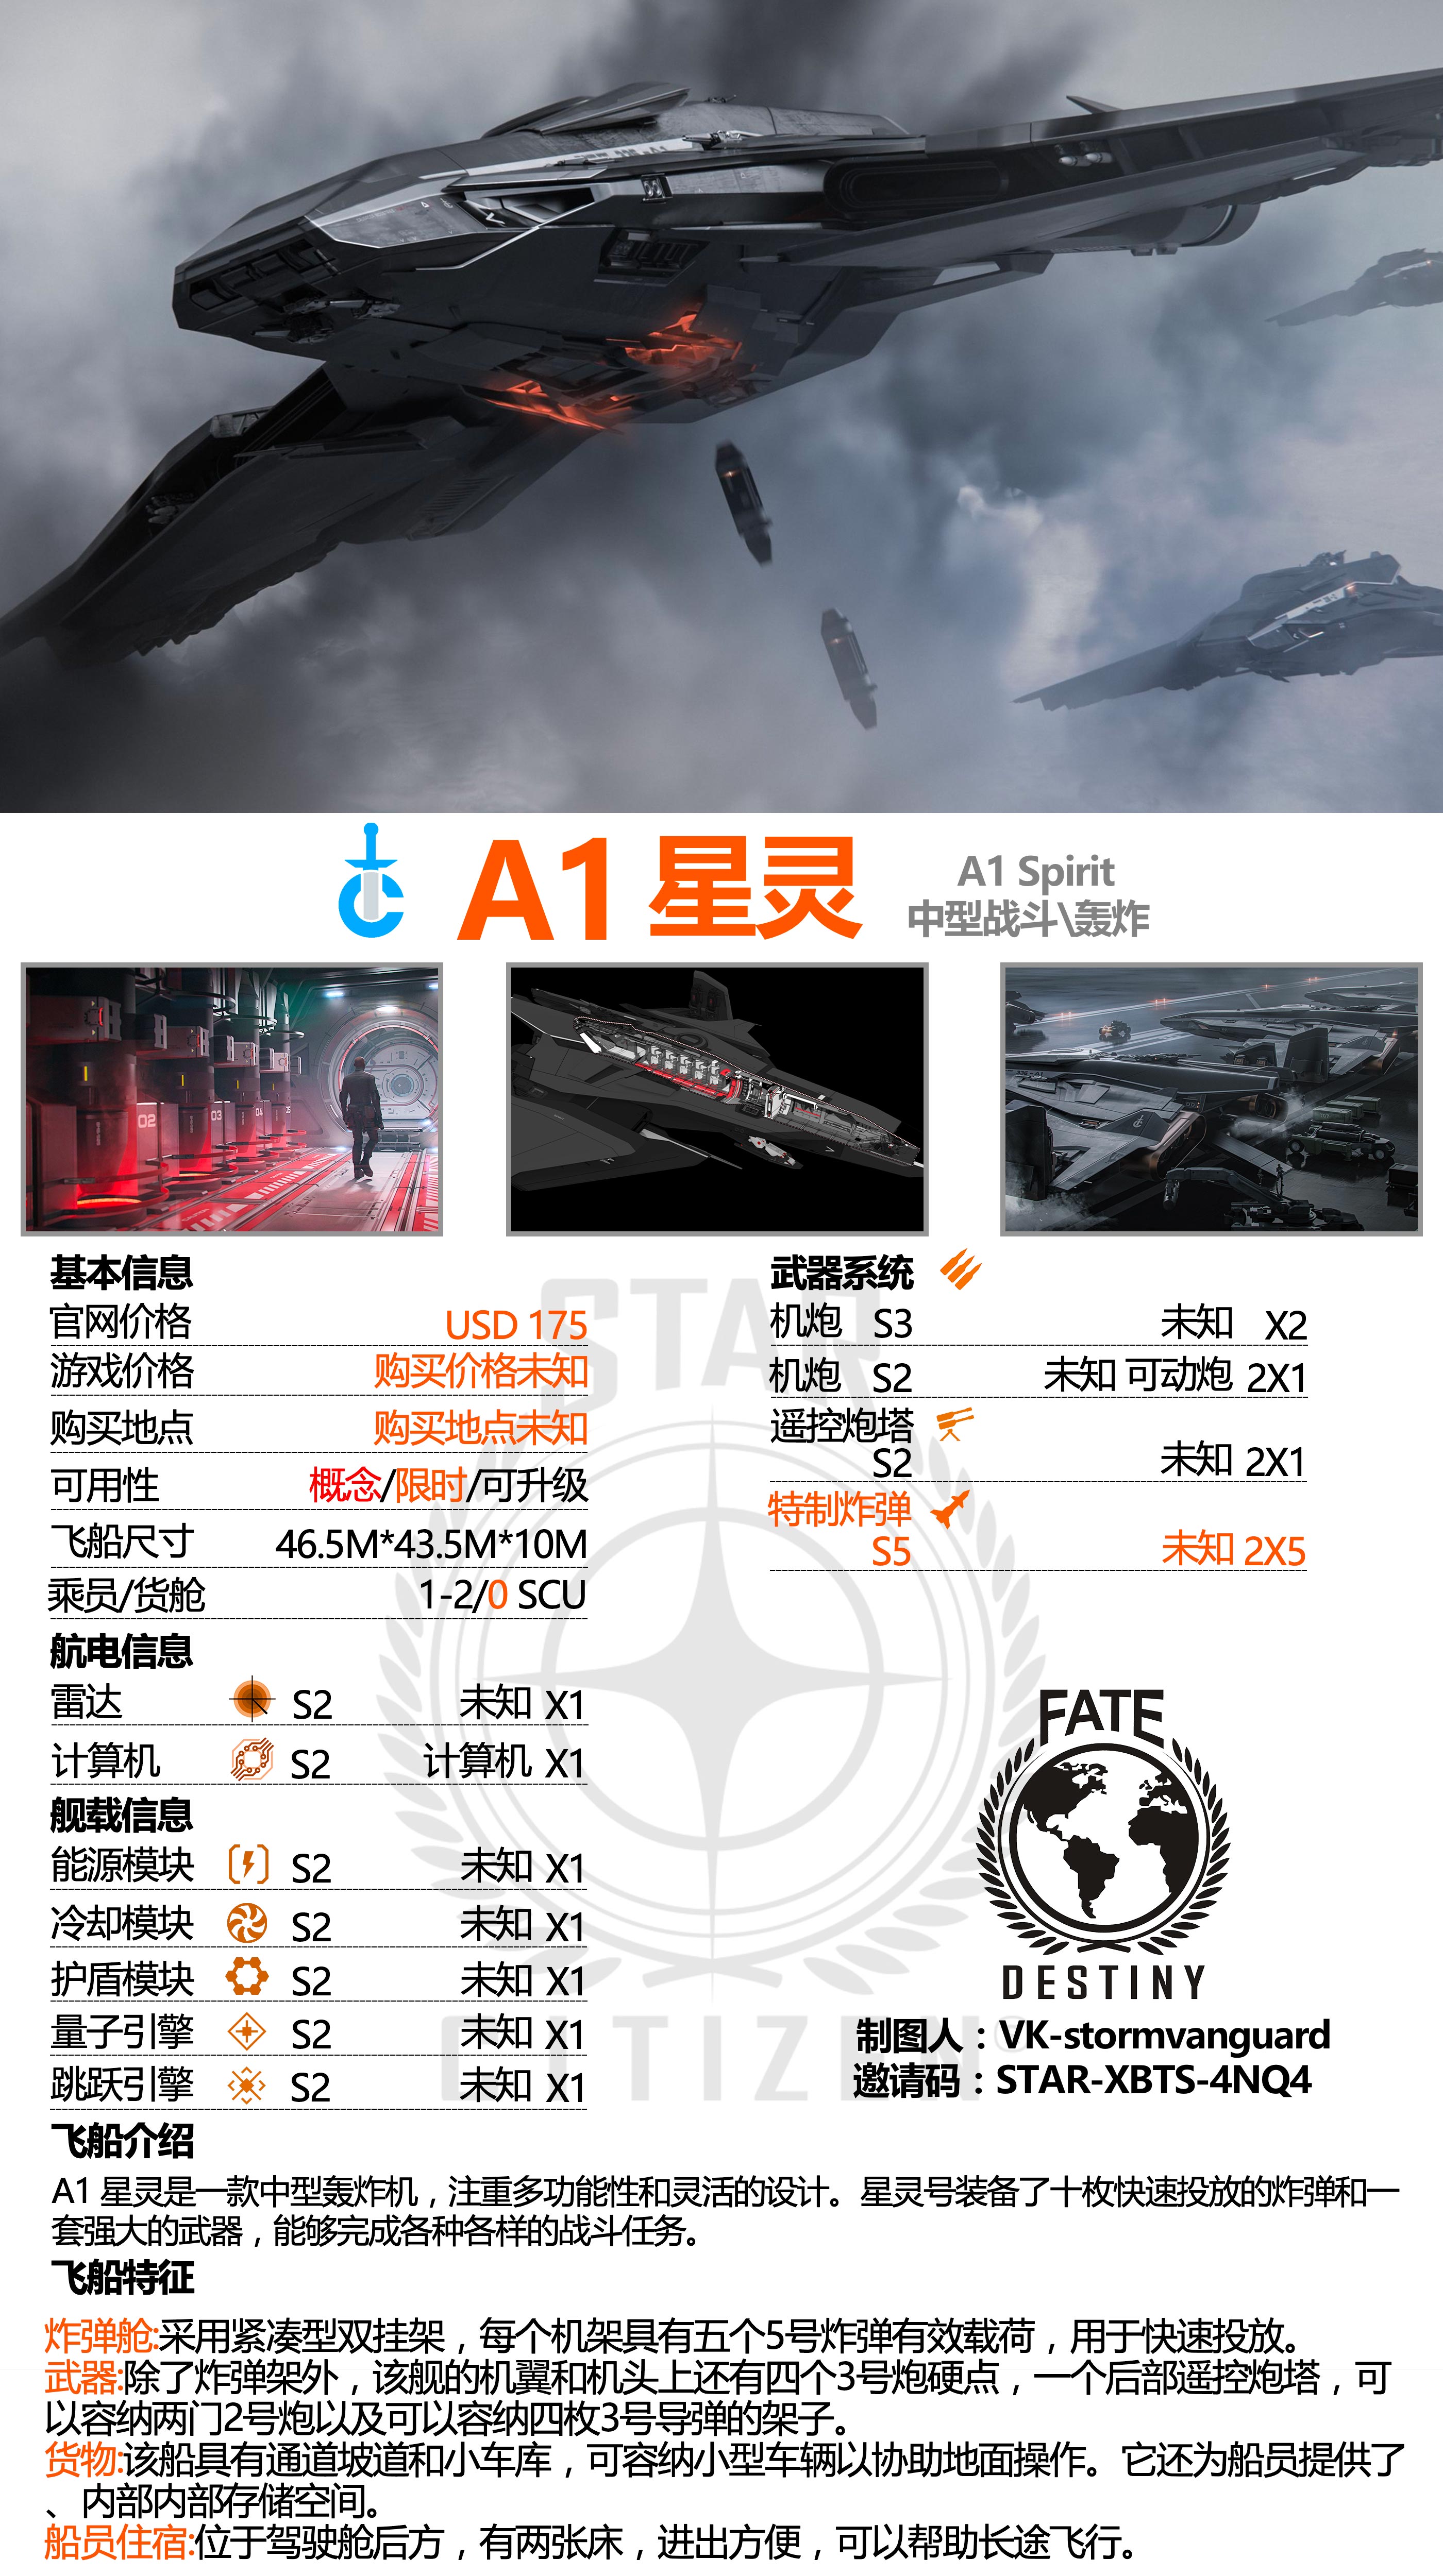 A1 星灵
A1 Spirit
中型战斗\轰炸
02
03
04
基本信息
官网价格 USD 175
游戏价格 购买价格未知
购买地点 购买地点未知
可用性 概念/限时/可升级
飞船尺寸 46.5M*43.5M*10M
乘员/货舱 1-2/0 SCU
航电信息
雷达 S2 未知 X1
计算机 S2 计算机 X1
舰载信息
能源模块 S2 未知 X1
冷却模块 S2 未知 X1
护盾模块 S2 未知 X1
量子引擎 S2 未知 X1
跳跃引擎 S2 未知 X1
武器系统
机炮 S3 未知 X2
机炮 S2 未知 可动炮 2X1
遥控炮塔
S2 未知 2X1
特制炸弹
S5 未知 2X5
STAR
CITIZEN
FATE
DESTINY
制图人：VK-stormvanguard
邀请码：STAR-XBTS-4NQ4
飞船介绍
A1 星灵是一款中型轰炸机，注重多功能性和灵活的设计。星灵号装备了十枚快速投放的炸弹和一
套强大的武器，能够完成各种各样的战斗任务。
飞船特征
炸弹舱:采用紧凑型双挂架，每个机架具有五个5号炸弹有效载荷，用于快速投放。
武器:除了炸弹架外，该舰的机翼和机头上还有四个3号炮硬点，一个后部遥控炮塔，可
以容纳两门2号炮以及可以容纳四枚3号导弹的架子。
货物:该船具有通道坡道和小车库，可容纳小型车辆以协助地面操作。它还为船员提供了
、内部内部存储空间。
船员住宿:位于驾驶舱后方，有两张床，进出方便，可以帮助长途飞行。